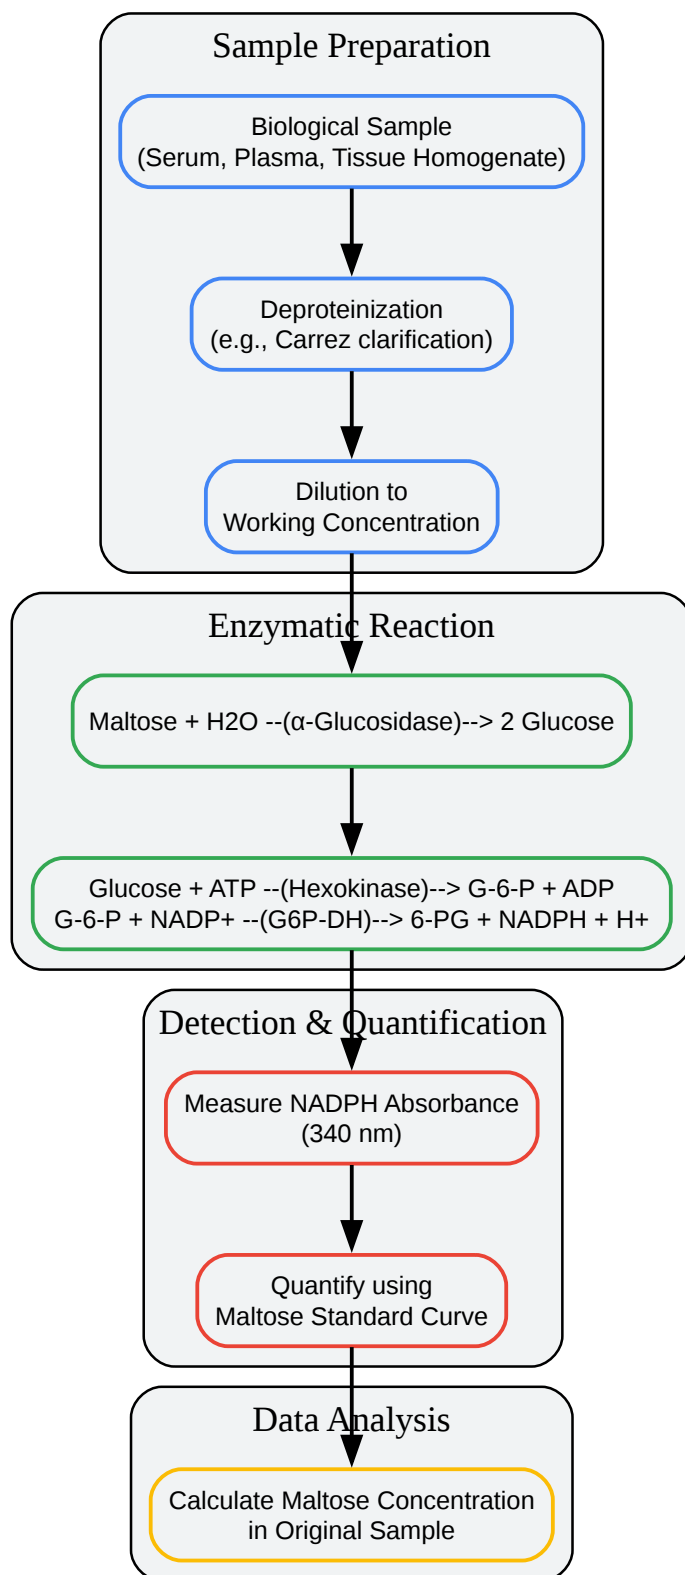 Sample Preparation
Biological Sample
(Serum, Plasma, Tissue Homogenate)
Deproteinization
(e.g., Carrez clarification)
Dilution to
Working Concentration
Enzymatic Reaction
Maltose + H2O --(α-Glucosidase)--> 2 Glucose
Glucose + ATP --(Hexokinase)--> G-6-P + ADP
G-6-P + NADP+ --(G6P-DH)--> 6-PG + NADPH + H+
Detection & Quantification
Measure NADPH Absorbance
(340 nm)
Quantify using
Maltose Standard Curve
Data Analysis
Calculate Maltose Concentration
in Original Sample